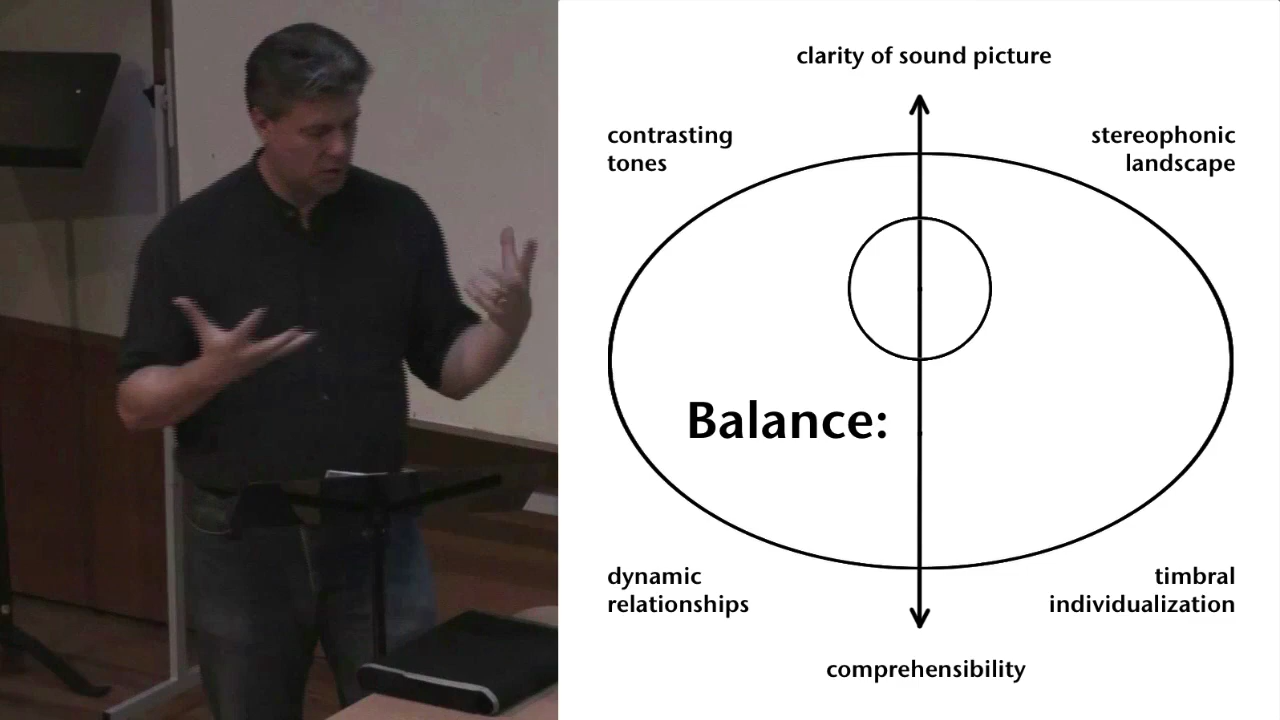 clarity of sound picture
contrasting
tones
stereophonic
landscape
Balance:
dynamic
relationships
timbral
individualization
comprehensibility